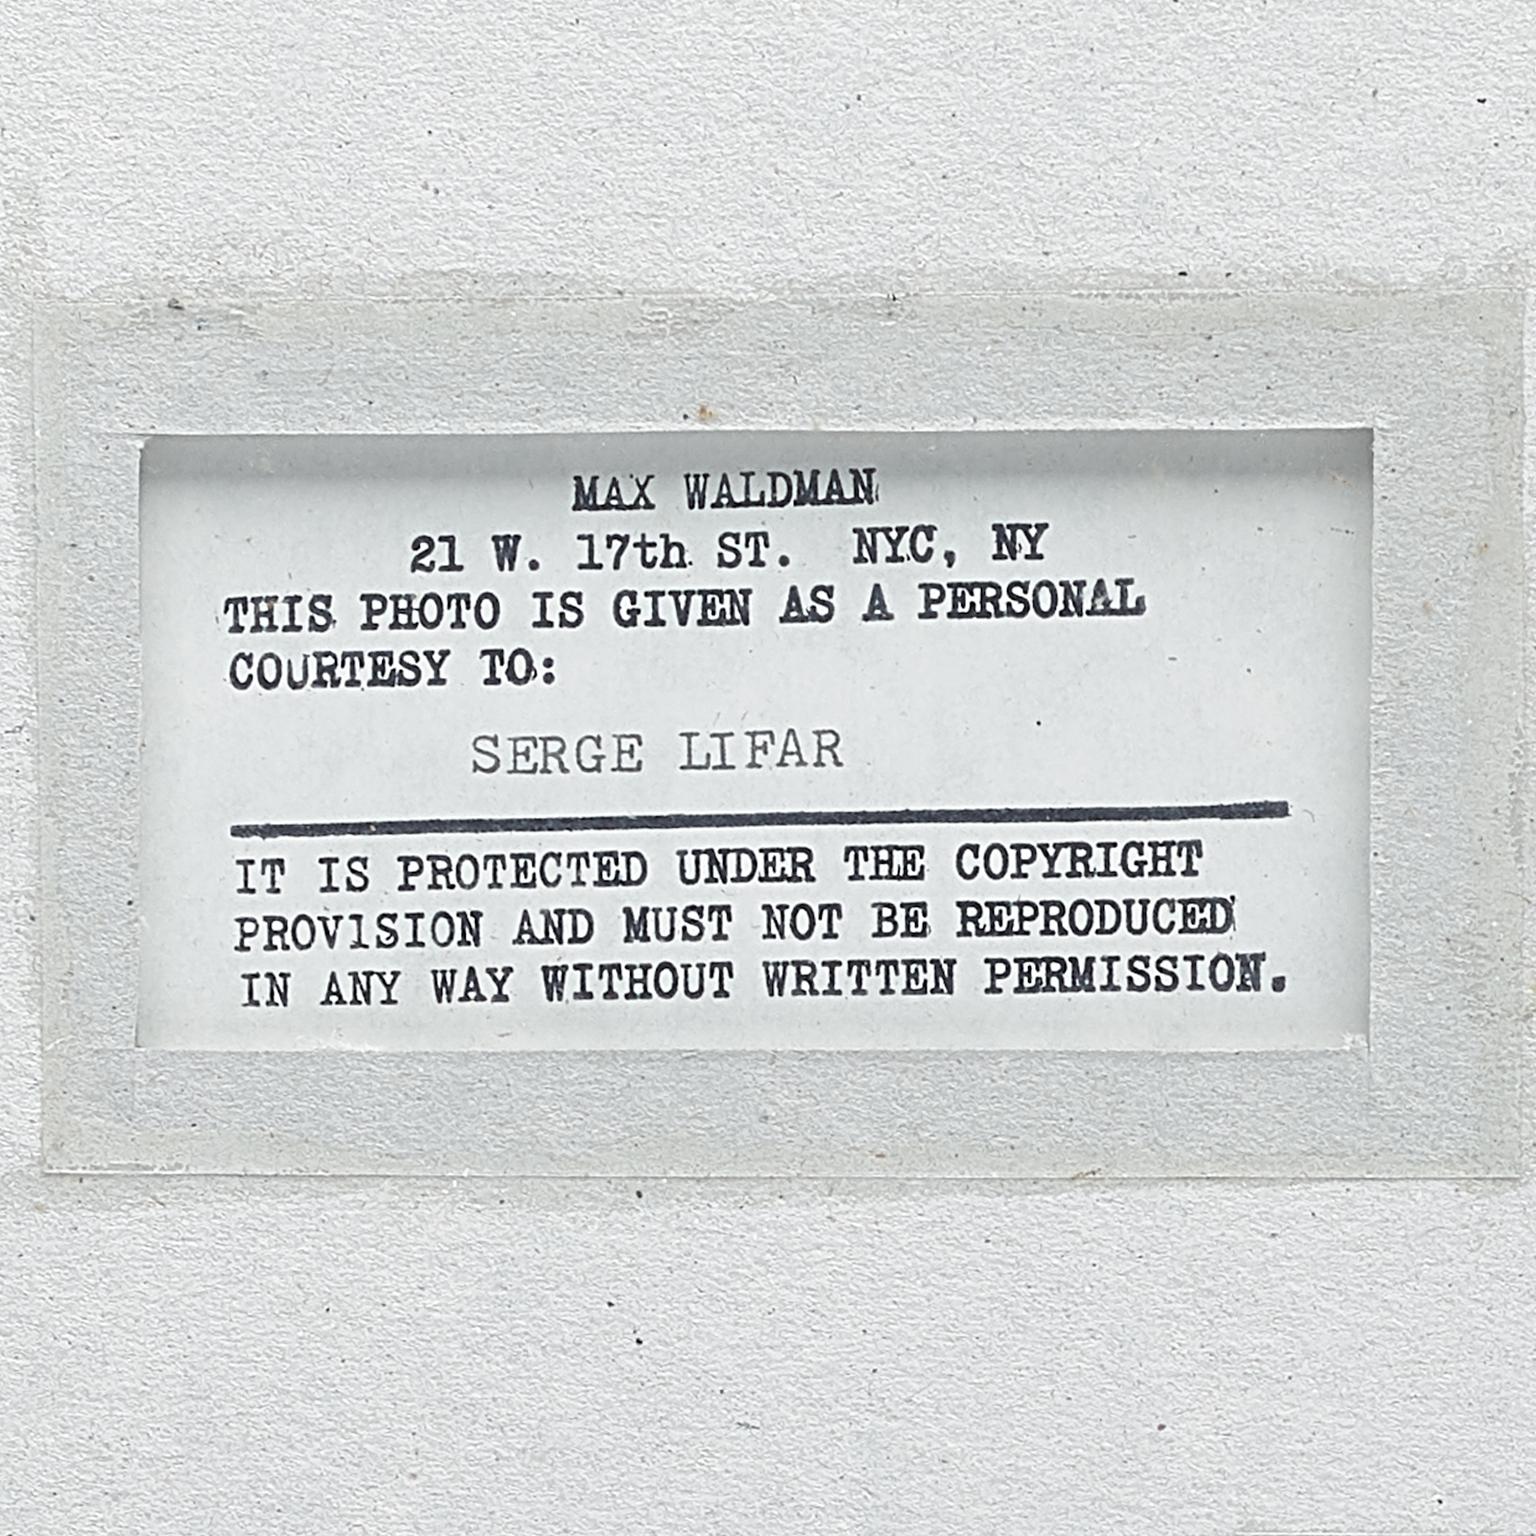 MAX WALDMAN
21 W. 17th ST. NYC, NY
THIS PHOTO IS GIVEN AS A PERSONAL
COURTESY TO:
SERGE LIFAR
IT IS PROTECTED UNDER THE COPYRIGHT
PROV1SION AND MUST NOT BE REPRODUCED
IN ANY WAY WITHOUT WRITTEN PERMISSION.